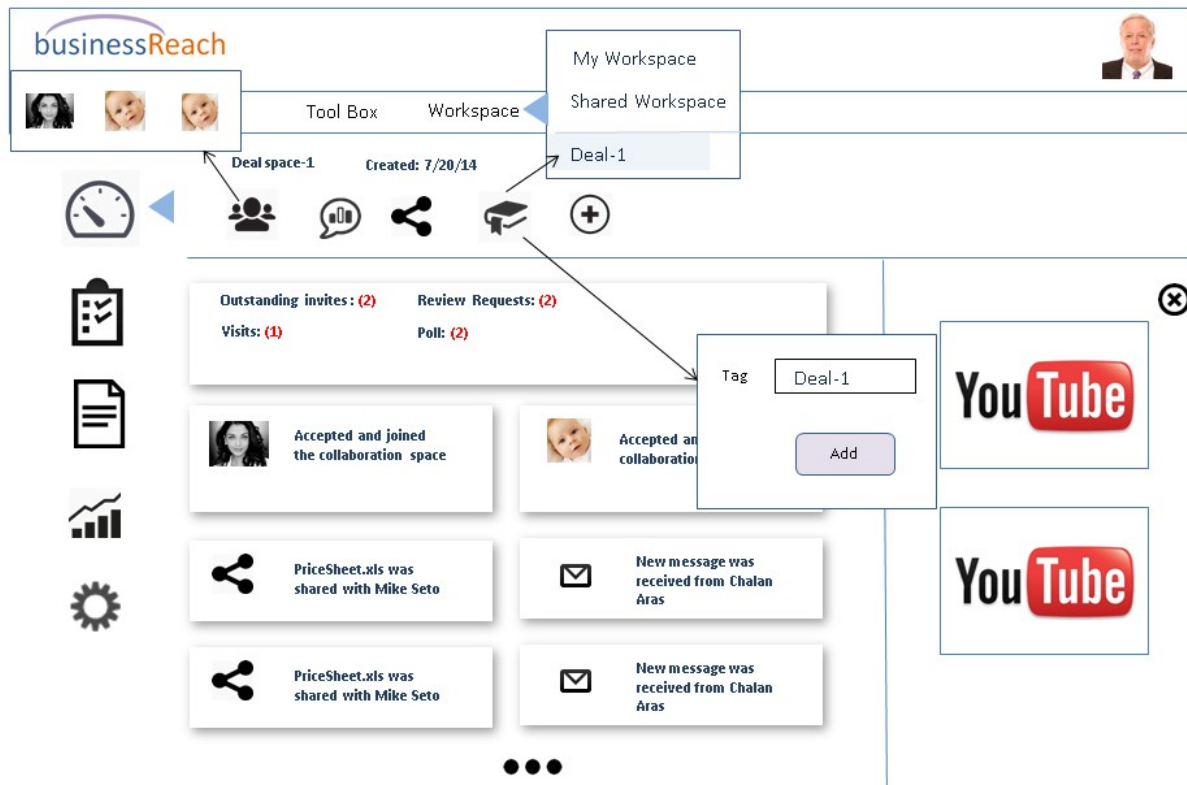 businessReach
My Workspace
Shared Workspace
Deal-1
Tool Box
Workspace
Deal space-1
Created: 7/20/14
Outstanding invites: (2)
Review Requests: (2)
Visits: (1)
Poll: (2)
Tag
Deal-1
Add
Accepted and joined
the collaboration space
Accepted an
collaboration
PriceSheet.xls was
shared with Mike Seto
New message was
received from Chalan
Aras
PriceSheet.xls was
shared with Mike Seto
New message was
received from Chalan
Aras
YouTube
YouTube